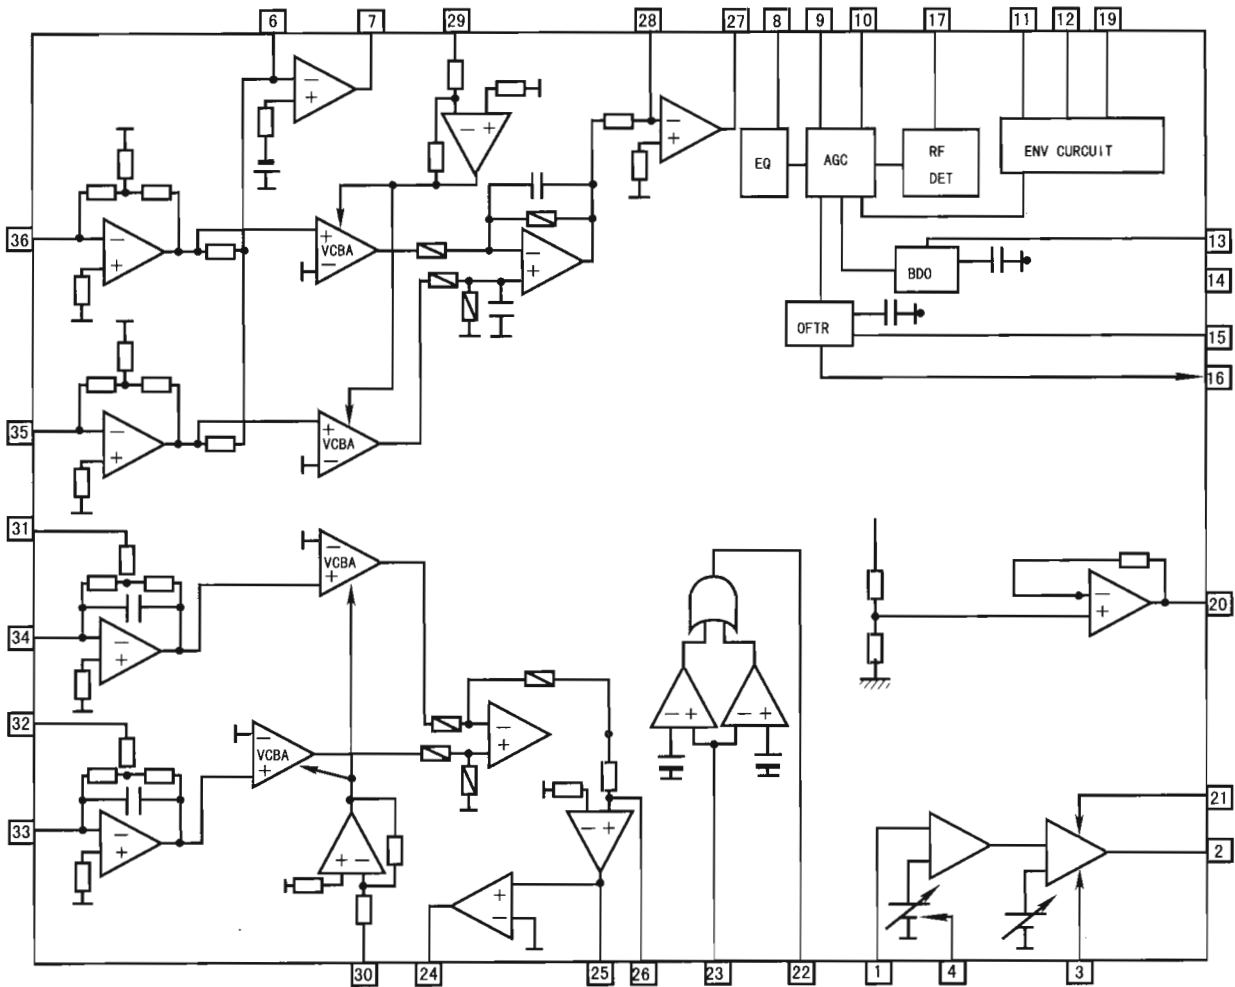 6 7 29 28 27 8 9 10 17 11 12 19
− +
− +
− +
EQ
AGC
RF
DET
ENV CURCUIT
36
− +
+ VCBA −
− +
13
BDO
14
OFTR
15
16
35
− +
+ VCBA −
31
− VCBA +
34
− +
20
− +
32
− VCBA +
− +
− + − +
33
− +
+ −
− +
21
2
+ −
30 24 25 26 23 22 1 4 3